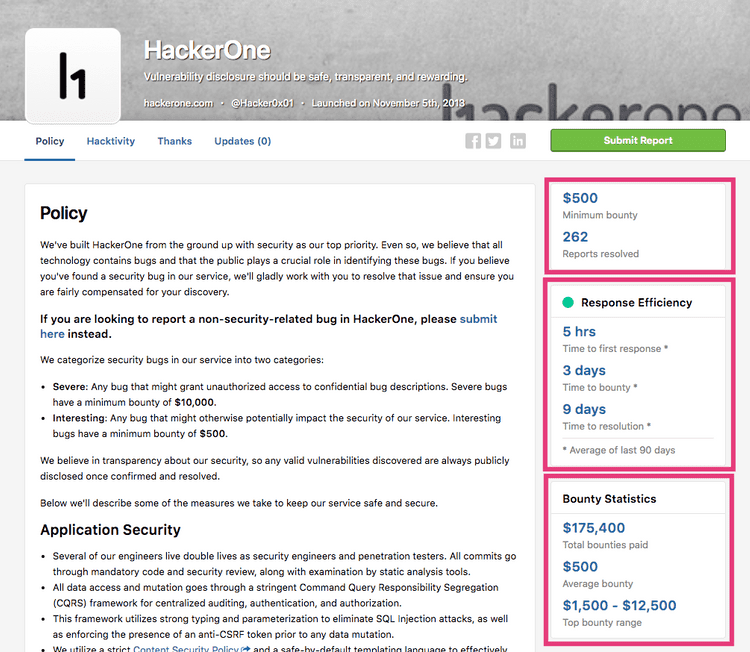 HackerOne
Vulnerability disclosure should be safe, transparent, and rewarding.
hackerone.com · @Hacker0x01 · Launched on November 5th, 2013
hackerone
Policy
Hacktivity
Thanks
Updates (0)
Submit Report
Policy
We've built HackerOne from the ground up with security as our top priority. Even so, we believe that all
technology contains bugs and that the public plays a crucial role in identifying these bugs. If you believe
you've found a security bug in our service, we'll gladly work with you to resolve that issue and ensure you
are fairly compensated for your discovery.
If you are looking to report a non-security-related bug in HackerOne, please submit
here instead.
We categorize security bugs in our service into two categories:
• Severe: Any bug that might grant unauthorized access to confidential bug descriptions. Severe bugs
have a minimum bounty of $10,000.
• Interesting: Any bug that might otherwise potentially impact the security of our service. Interesting
bugs have a minimum bounty of $500.
We believe in transparency about our security, so any valid vulnerabilities discovered are always publicly
disclosed once confirmed and resolved.
Below we'll describe some of the measures we take to keep our service safe and secure.
Application Security
• Several of our engineers live double lives as security engineers and penetration testers. All commits go
through mandatory code and security review, along with examination by static analysis tools.
• All data access and mutation goes through a stringent Command Query Responsibility Segregation
(CQRS) framework for centralized auditing, authentication, and authorization.
• This framework utilizes strong typing and parameterization to eliminate SQL Injection attacks, as well
as enforcing the presence of an anti-CSRF token prior to any data mutation.
• We utilize a strict Content Security Policy and a safe-by-default templating language to effectively
$500
Minimum bounty
262
Reports resolved
Response Efficiency
5 hrs
Time to first response *
3 days
Time to bounty *
9 days
Time to resolution *
* Average of last 90 days
Bounty Statistics
$175,400
Total bounties paid
$500
Average bounty
$1,500 - $12,500
Top bounty range